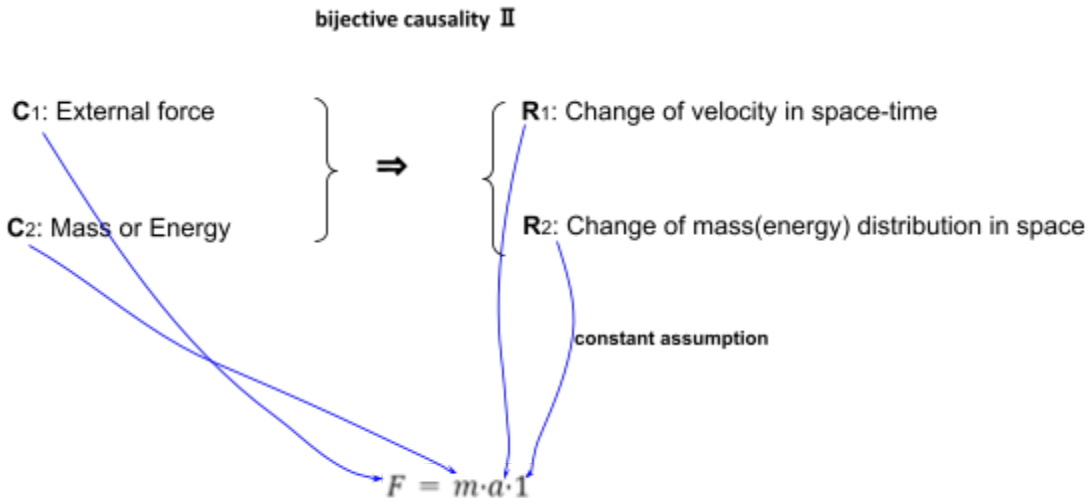 bijective causality Ⅱ
C1: External force
⇒
R1: Change of velocity in space-time
C2: Mass or Energy
R2: Change of mass(energy) distribution in space
constant assumption
F = m·a·1